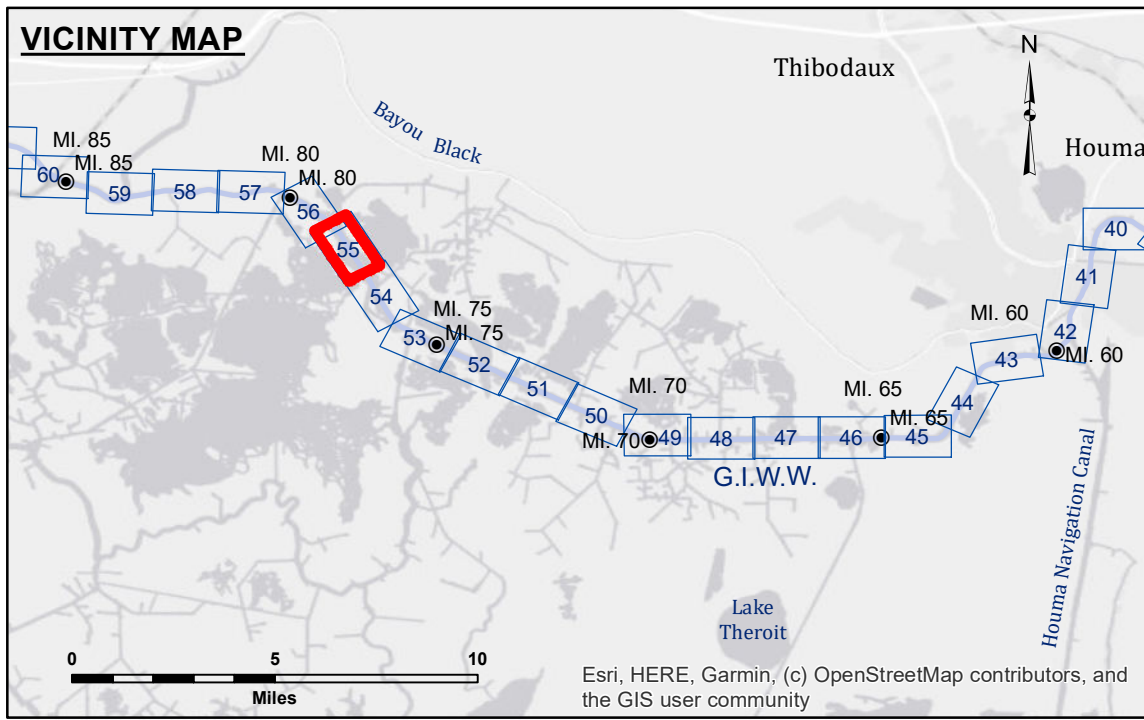 VICINITY MAP
N
Thibodaux
Houma
Bayou Black
MI. 85
MI. 85
MI. 80
MI. 80
60
59
58
57
56
55
54
53
MI. 75
MI. 75
52
51
50
MI. 70
MI. 70
49
48
47
46
MI. 65
MI. 65
45
44
43
MI. 60
MI. 60
42
41
40
G.I.W.W.
Houma Navigation Canal
Lake
Theroit
0
5
10
Miles
Esri, HERE, Garmin, (c) OpenStreetMap contributors, and
the GIS user community